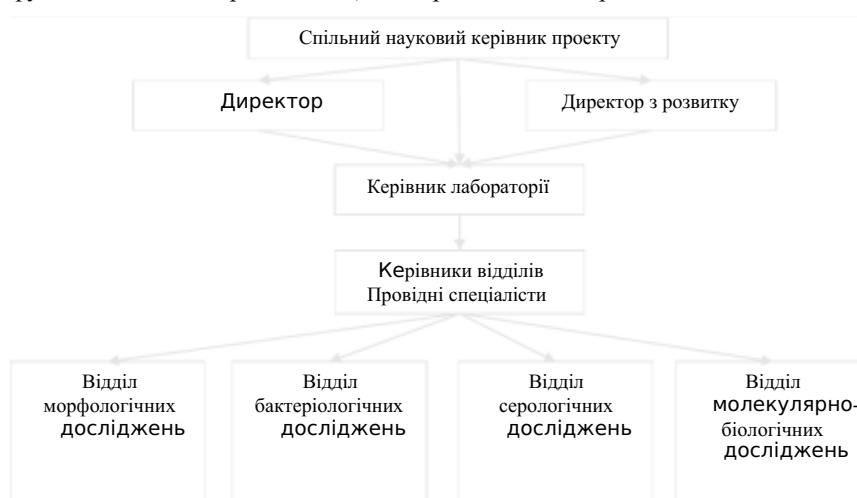 Спільний науковий керівник проекту
Директор
Директор з розвитку
Керівник лабораторії
Керівники відділів
Провідні спеціалісти
Відділ
морфологічних
досліджень
Відділ
бактеріологічних
досліджень
Відділ
серологічних
досліджень
Відділ
молекулярно-
біологічних
досліджень